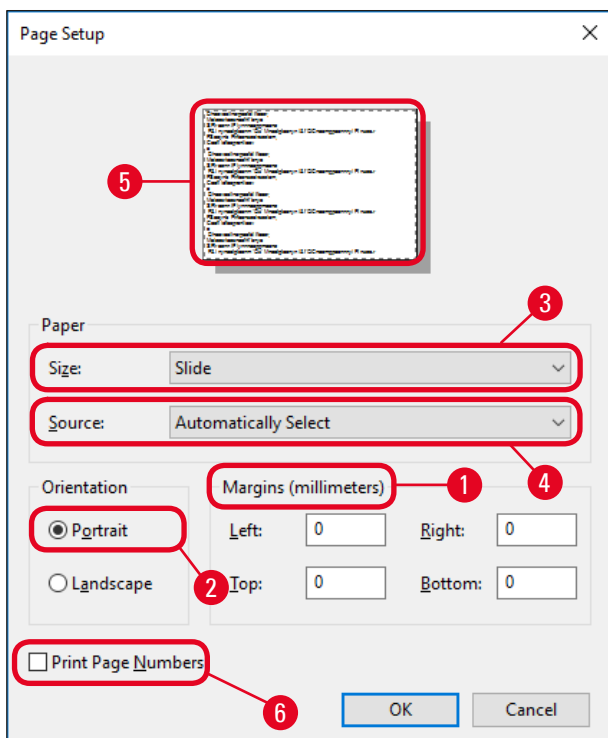 Page Setup
5
3
Paper
Size: Slide
Source: Automatically Select
4
Orientation
Margins (millimeters)
1
Portrait
Left: 0 Right: 0
2
Landscape
Top: 0 Bottom: 0
Print Page Numbers
6
OK Cancel